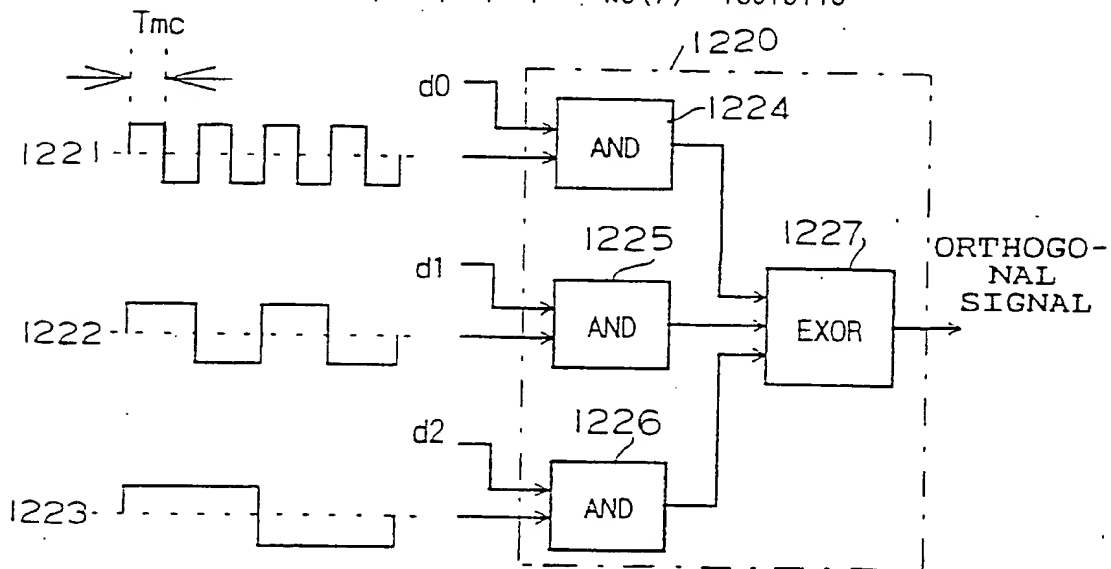 Tmc
1220
d0
1224
1221
AND
1225
1227
d1
ORTHOGO-
NAL
SIGNAL
1222
AND
EXOR
1226
d2
1223
AND